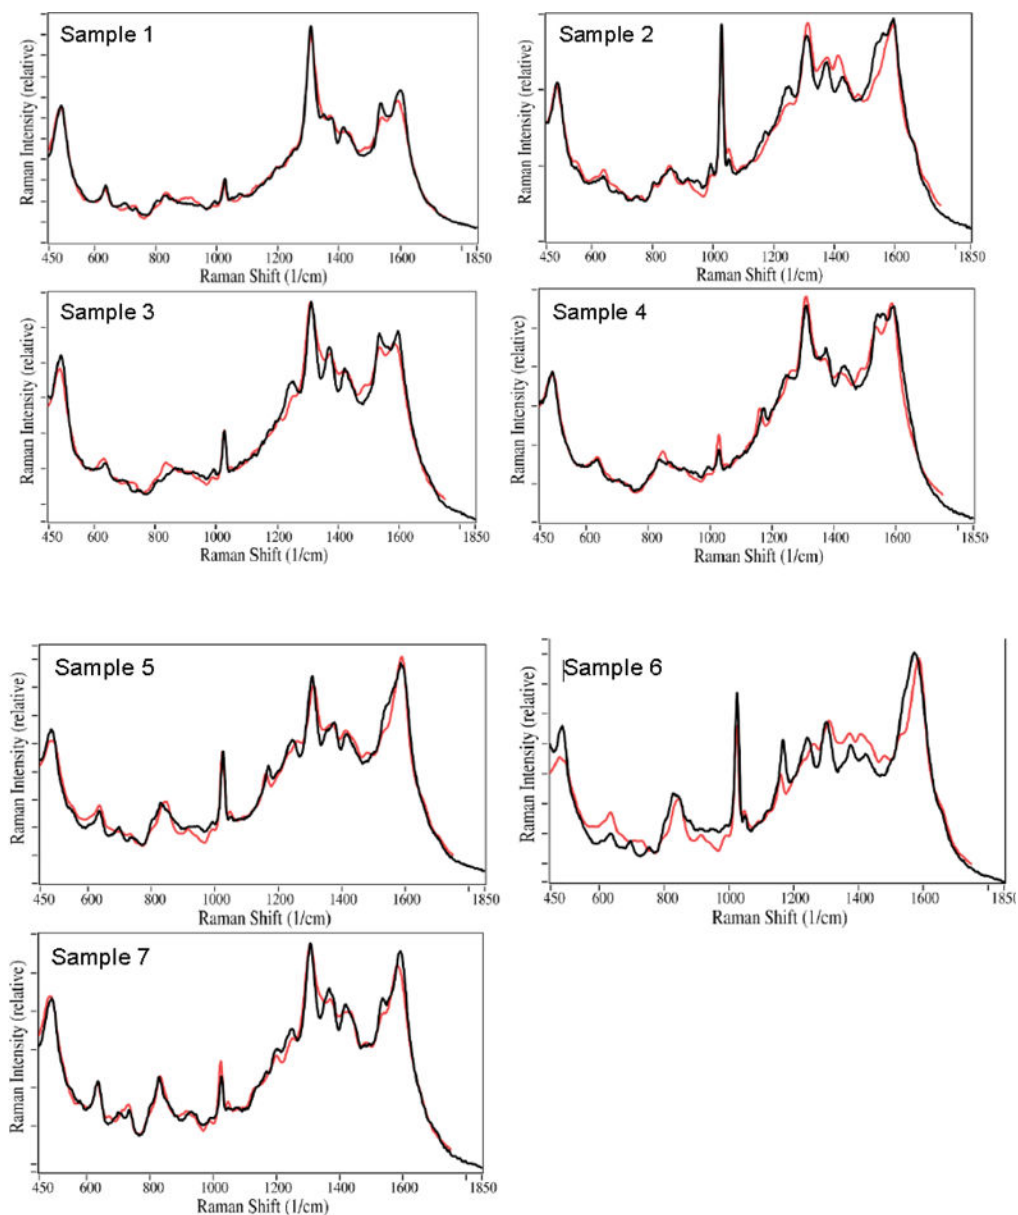 Sample 1
Raman Intensity (relative)
450 600 800 1000 1200 1400 1600 1850
Raman Shift (1/cm)
Sample 2
Raman Intensity (relative)
450 600 800 1000 1200 1400 1600 1850
Raman Shift (1/cm)
Sample 3
Raman Intensity (relative)
450 600 800 1000 1200 1400 1600 1850
Raman Shift (1/cm)
Sample 4
Raman Intensity (relative)
450 600 800 1000 1200 1400 1600 1850
Raman Shift (1/cm)
Sample 5
Raman Intensity (relative)
450 600 800 1000 1200 1400 1600 1850
Raman Shift (1/cm)
Sample 6
Raman Intensity (relative)
450 600 800 1000 1200 1400 1600 1850
Raman Shift (1/cm)
Sample 7
Raman Intensity (relative)
450 600 800 1000 1200 1400 1600 1850
Raman Shift (1/cm)